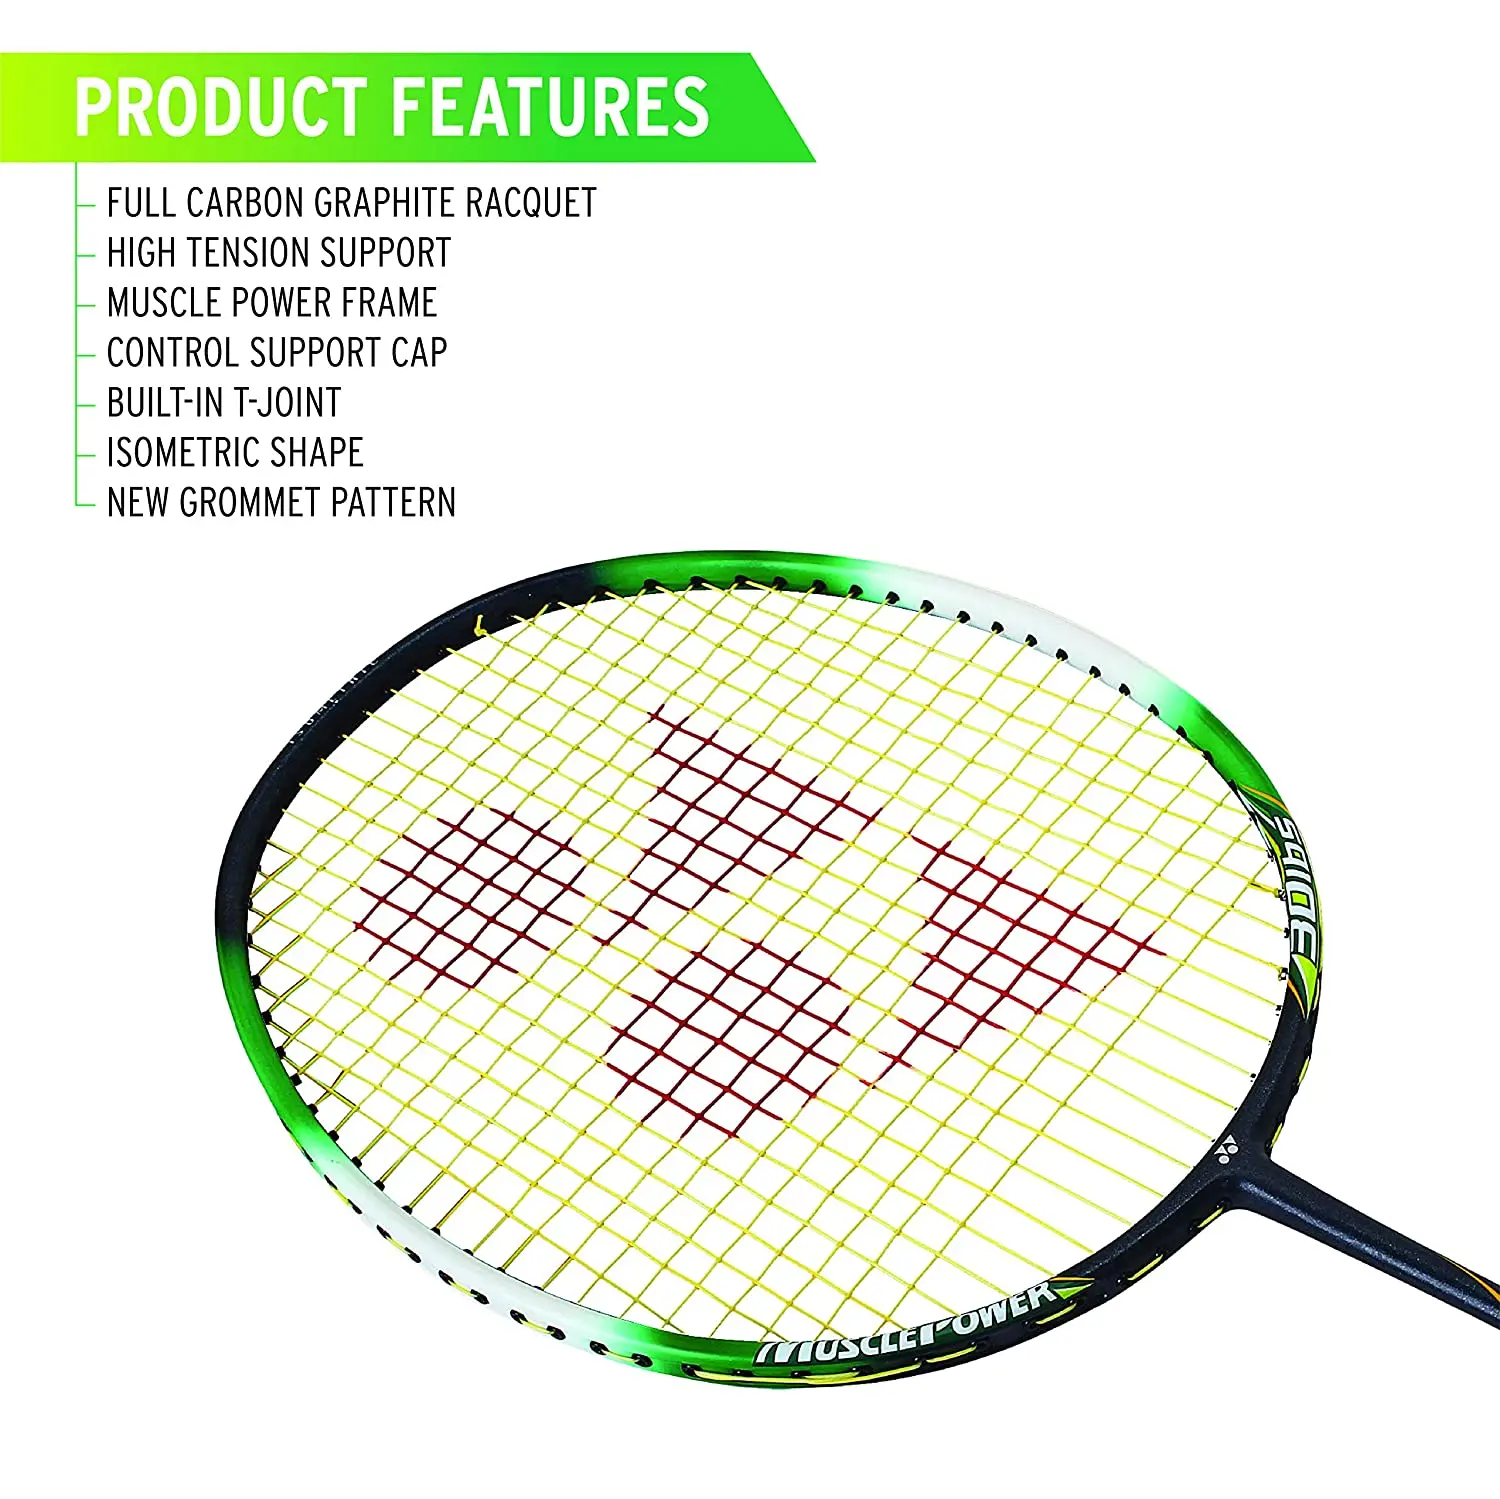 PRODUCT FEATURES
FULL CARBON GRAPHITE RACQUET
HIGH TENSION SUPPORT
MUSCLE POWER FRAME
CONTROL SUPPORT CAP
BUILT-IN T-JOINT
ISOMETRIC SHAPE
NEW GROMMET PATTERN
MUSCLEPOWER